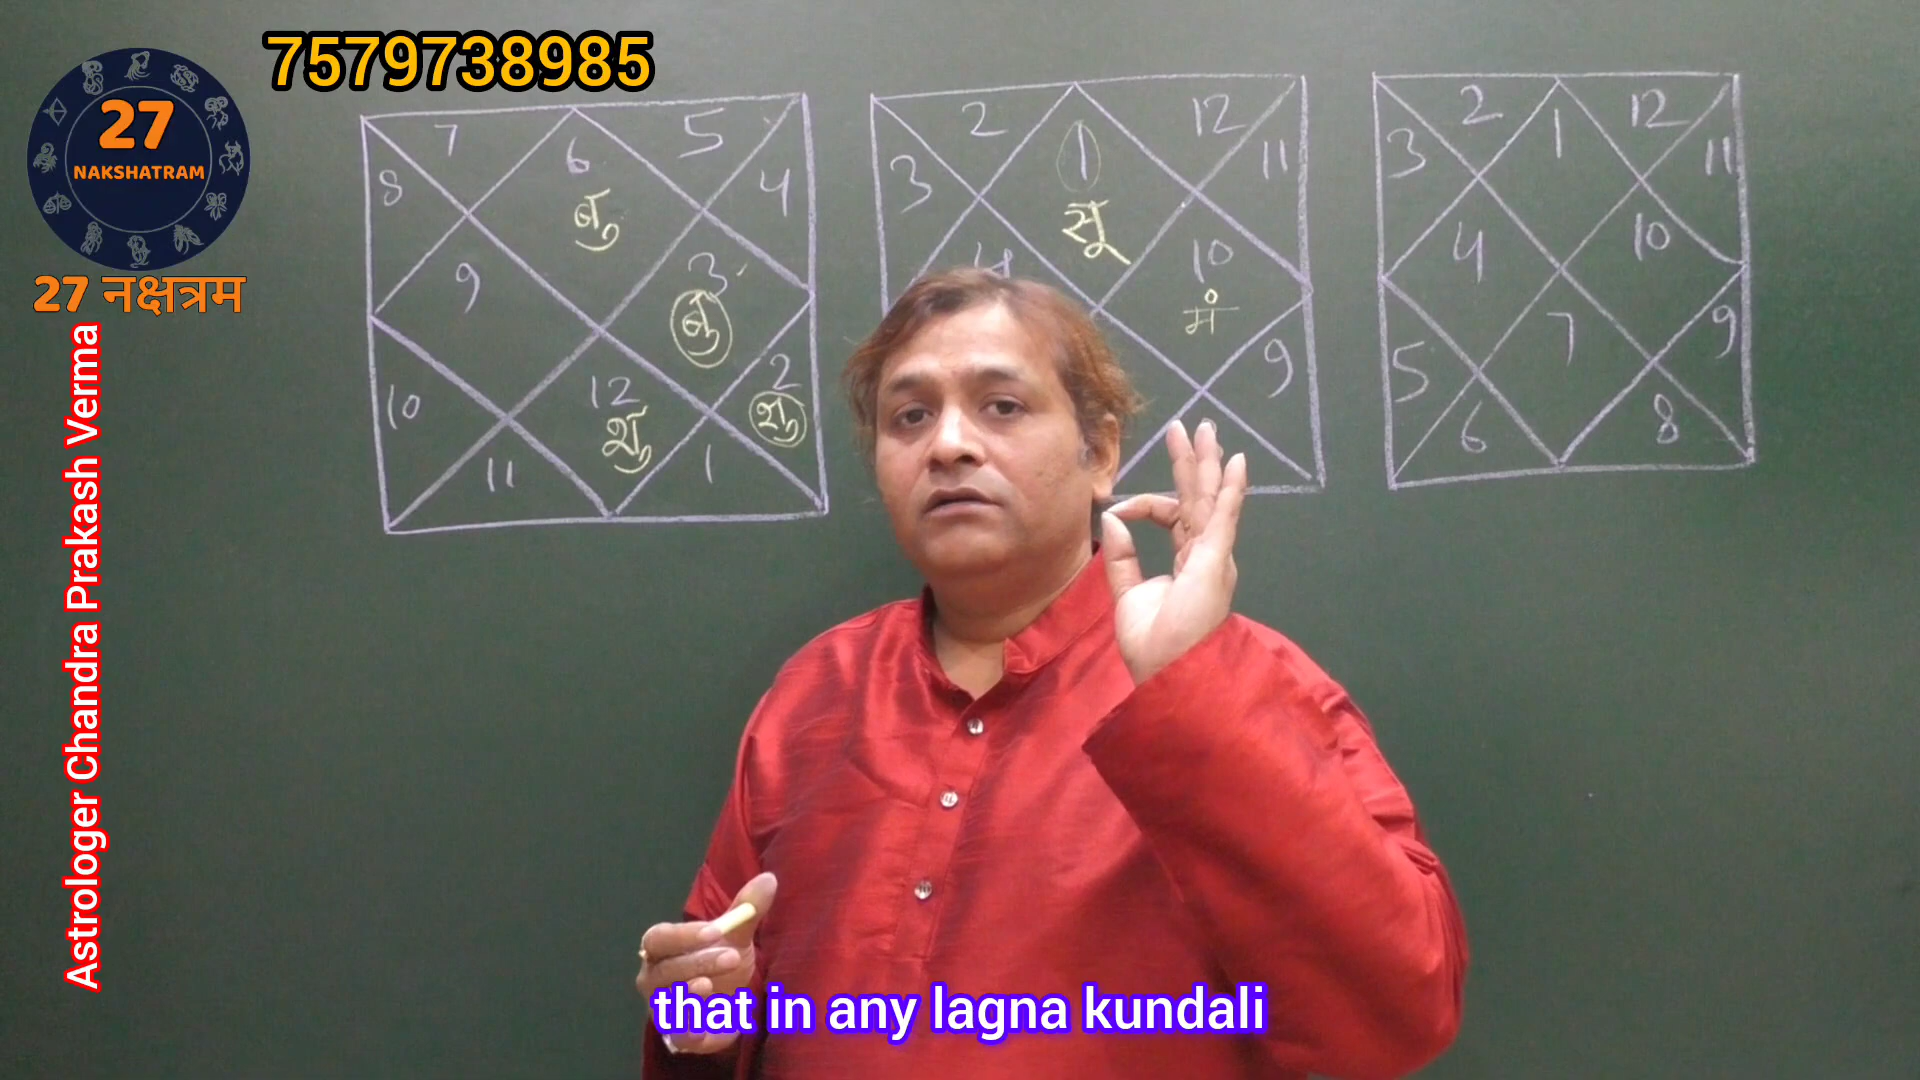 7579738985
27
NAKSHATRAM
27 नक्षत्रम
Astrologer Chandra Prakash Verma
7 6 5
8 4
बु
9 3
बु
12 2
शु शु
10
11 1
2 1 12
3 11
सू
4 10
मं
9
2 1 12
3 11
4 10
7 9
5
6 8
that in any lagna kundali